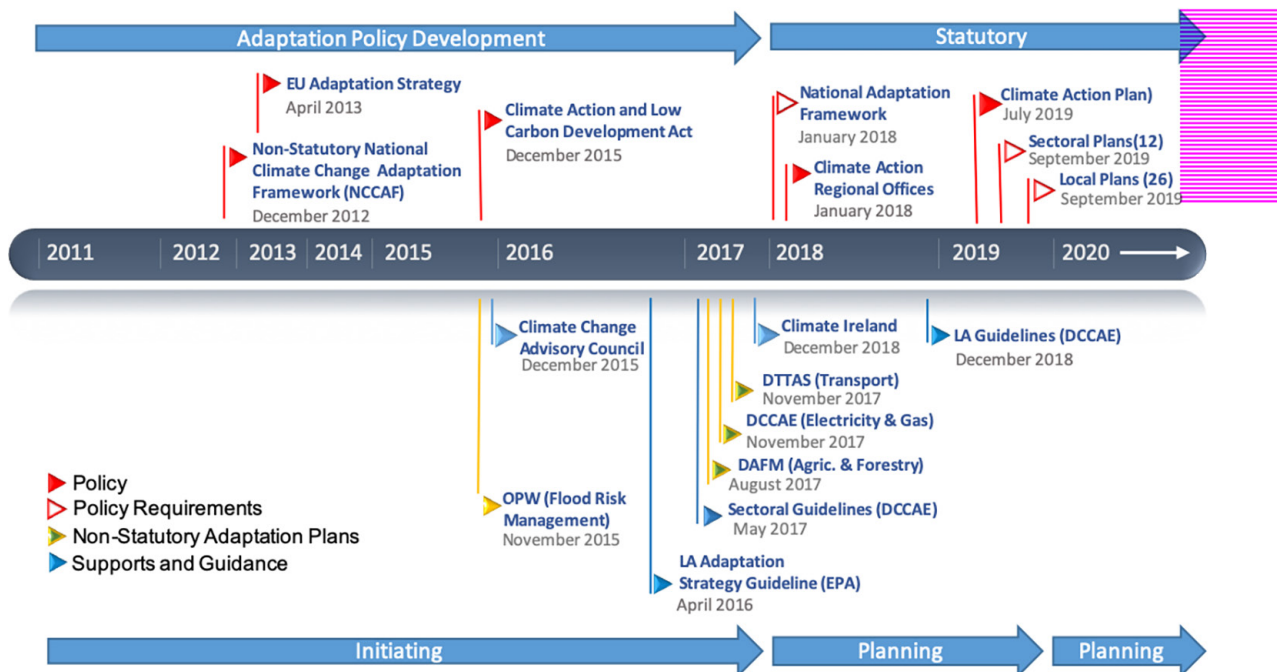 Adaptation Policy Development
Statutory
EU Adaptation Strategy
April 2013
Non-Statutory National
Climate Change Adaptation
Framework (NCCAF)
December 2012
Climate Action and Low
Carbon Development Act
December 2015
National Adaptation
Framework
January 2018
Climate Action
Regional Offices
January 2018
Climate Action Plan)
July 2019
Sectoral Plans(12)
September 2019
Local Plans (26)
September 2019
2011 2012 2013 2014 2015 2016 2017 2018 2019 2020
Climate Change
Advisory Council
December 2015
Climate Ireland
December 2018
LA Guidelines (DCCAE)
December 2018
DTTAS (Transport)
November 2017
DCCAE (Electricity & Gas)
November 2017
DAFM (Agric. & Forestry)
August 2017
OPW (Flood Risk
Management)
November 2015
Sectoral Guidelines (DCCAE)
May 2017
LA Adaptation
Strategy Guideline (EPA)
April 2016
Policy
Policy Requirements
Non-Statutory Adaptation Plans
Supports and Guidance
Initiating
Planning
Planning